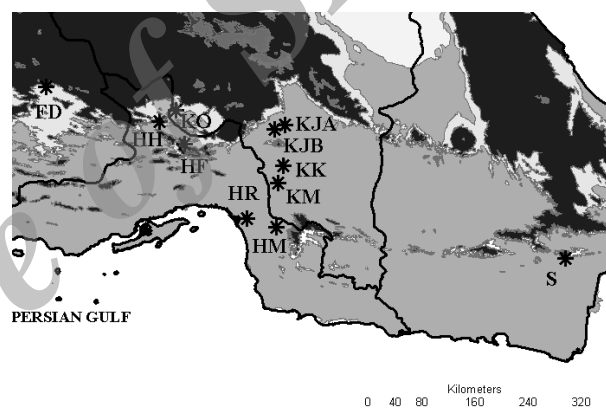 FD
KO
HH
HF
KJA
KJB
KK
KM
HR
HM
S
PERSIAN GULF
Kilometers
0 40 80 160 240 320